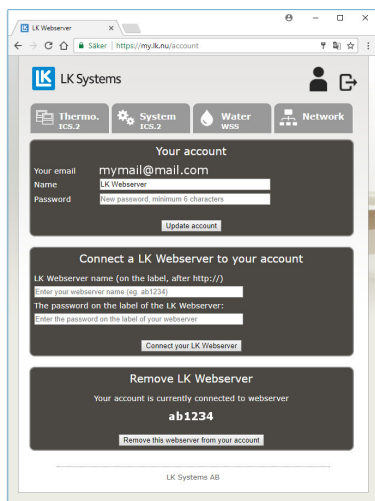 LK Webserver
Säker | https://my.lk.nu/account
LK LK Systems
Thermo. ICS.2
System ICS.2
Water WSS
Network
Your account
Your email mymail@mail.com
Name LK Webserver
Password New password, minimum 6 characters
Update account
Connect a LK Webserver to your account
LK Webserver name (on the label, after http://)
Enter your webserver name (eg. ab1234)
The password on the label of the LK Webserver:
Enter the password on the label of your webserver
Connect your LK Webserver
Remove LK Webserver
Your account is currently connected to webserver
ab1234
Remove this webserver from your account
LK Systems AB